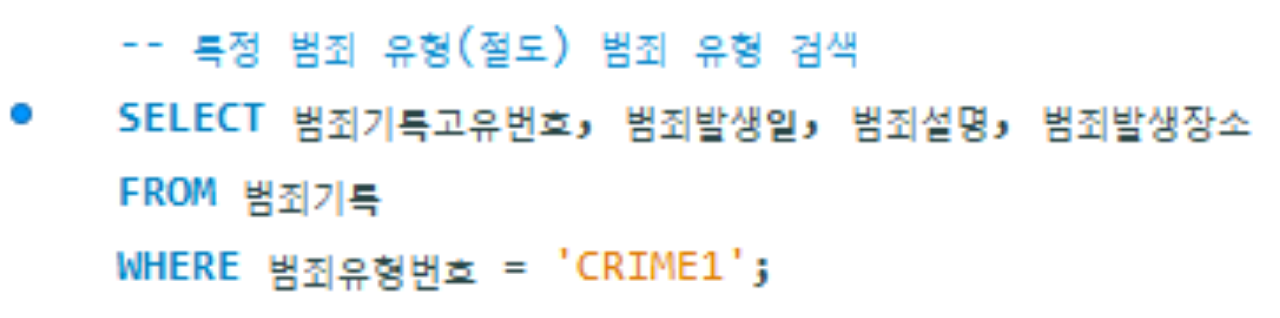 -- 특정 범죄 유형(절도) 범죄 유형 검색
SELECT 범죄기록고유번호, 범죄발생일, 범죄설명, 범죄발생장소
FROM 범죄기록
WHERE 범죄유형번호 = 'CRIME1';